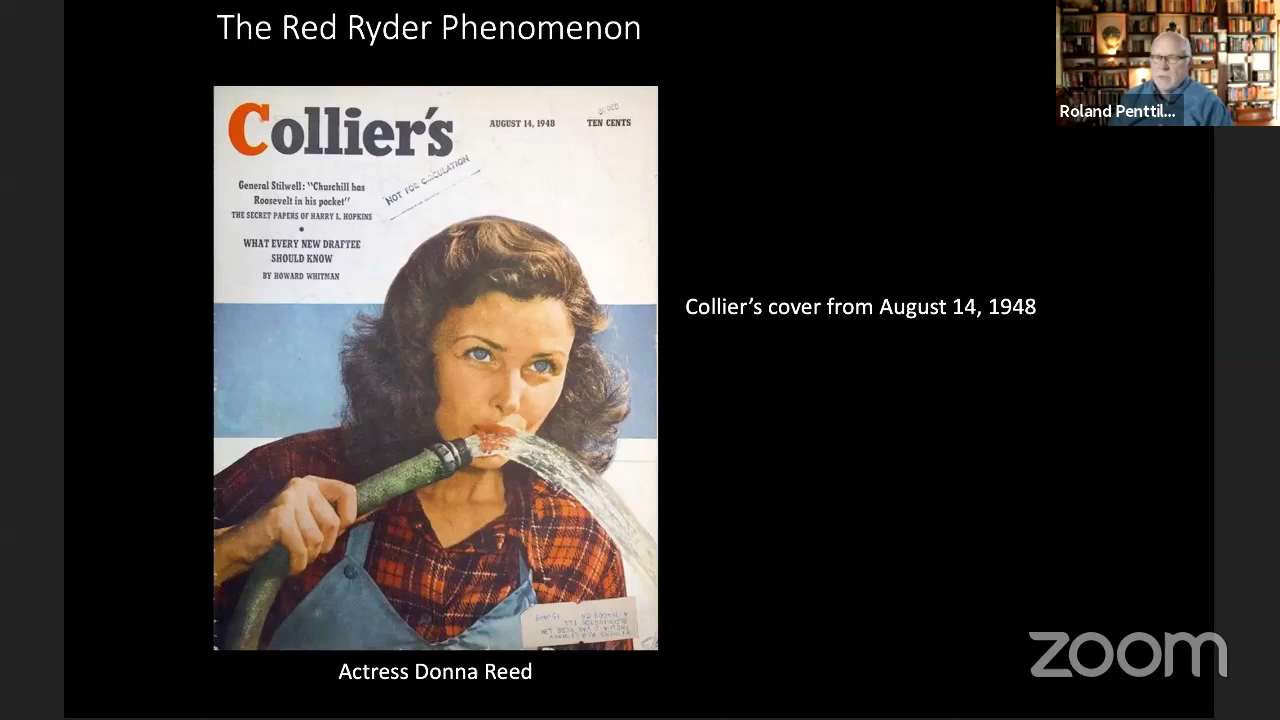 The Red Ryder Phenomenon
Roland Penttil...
Collier's
AUGUST 14, 1948
TEN CENTS
General Stilwell: "Churchill has
Roosevelt in his pocket"
THE SECRET PAPERS OF HARRY L. HOPKINS
WHAT EVERY NEW DRAFTEE
SHOULD KNOW
BY HOWARD WHITMAN
NOT FOR CIRCULATION
Collier's cover from August 14, 1948
Actress Donna Reed
zoom